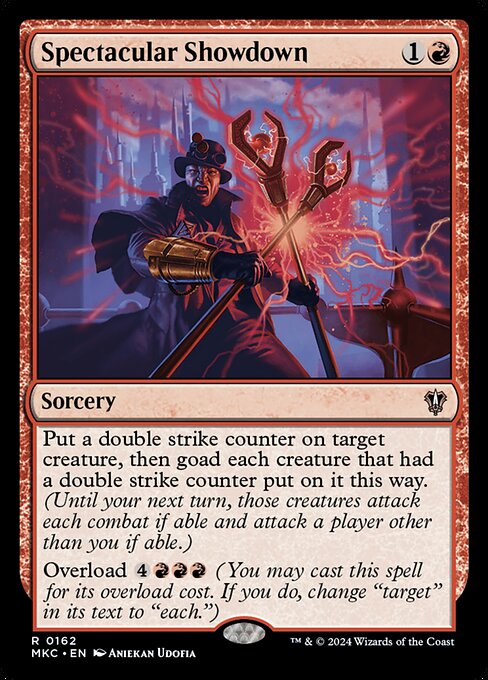 Spectacular Showdown 1
Sorcery
Put a double strike counter on target
creature, then goad each creature that had
a double strike counter put on it this way.
(Until your next turn, those creatures attack
each combat if able and attack a player other
than you if able.)
Overload 4 (You may cast this spell
for its overload cost. If you do, change “target”
in its text to “each.”)
R 0162
MKC • EN Aniekan Udofia
™ & © 2024 Wizards of the Coast